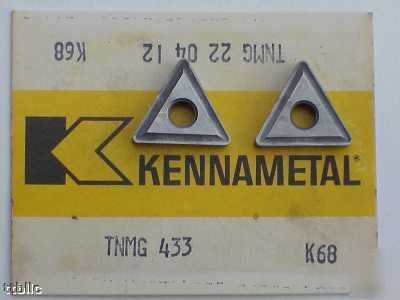 TNMG 22 04 12 K68
KENNAMETAL®
TNMG 433 K68
ttbllc